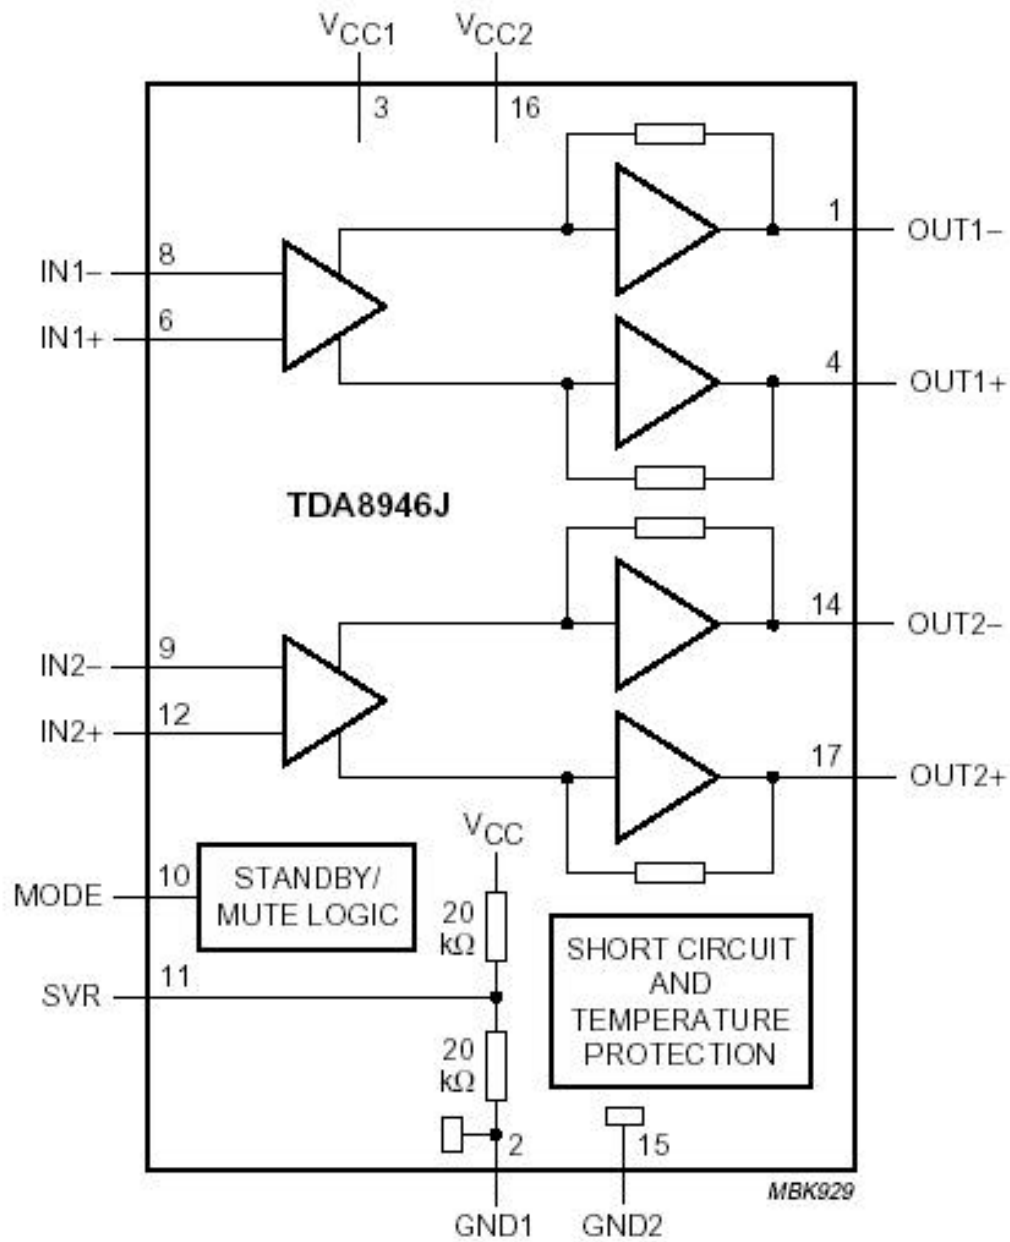 VCC1
VCC2
3
16
1
OUT1–
IN1–
8
IN1+
6
4
OUT1+
TDA8946J
14
OUT2–
IN2–
9
IN2+
12
17
OUT2+
VCC
MODE
10
STANDBY/
MUTE LOGIC
20
kΩ
SHORT CIRCUIT
AND
TEMPERATURE
PROTECTION
SVR
11
20
kΩ
2
15
MBK929
GND1
GND2